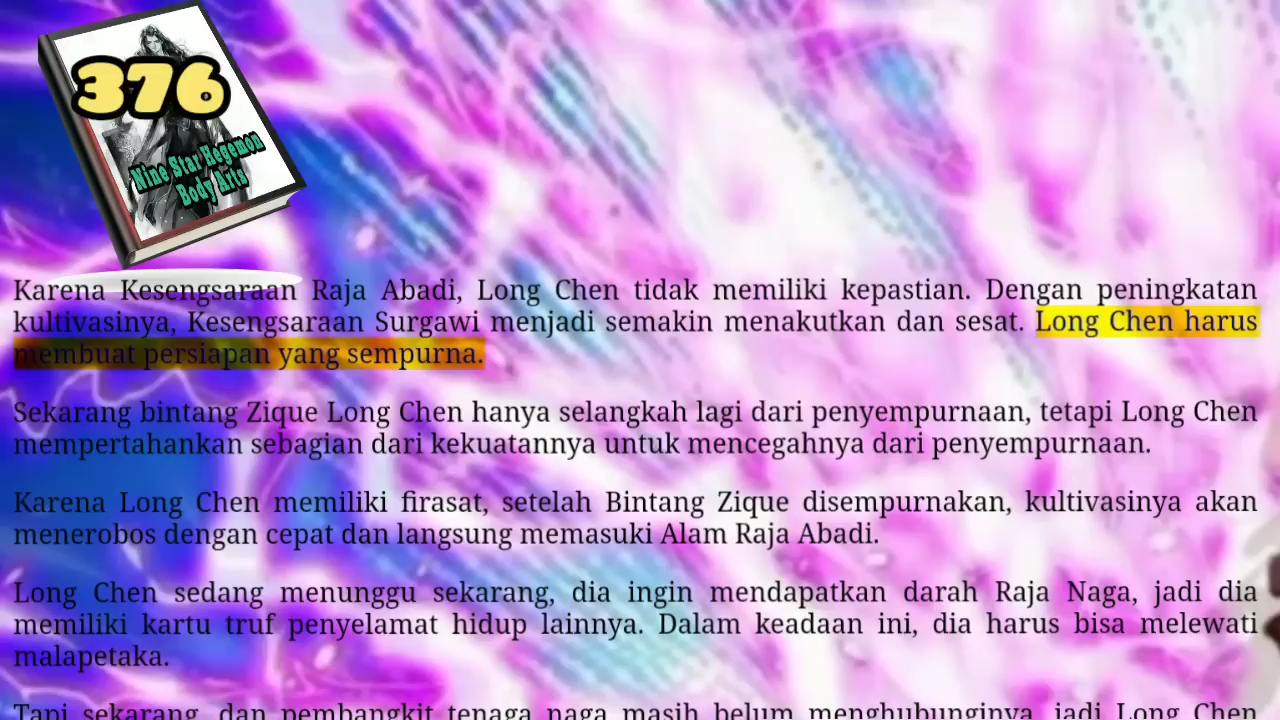 376
Nine Star Hegemon
Body Arts
Karena Kesengsaraan Raja Abadi, Long Chen tidak memiliki kepastian. Dengan peningkatan
kultivasinya, Kesengsaraan Surgawi menjadi semakin menakutkan dan sesat. Long Chen harus
membuat persiapan yang sempurna.
Sekarang bintang Zique Long Chen hanya selangkah lagi dari penyempurnaan, tetapi Long Chen
mempertahankan sebagian dari kekuatannya untuk mencegahnya dari penyempurnaan.
Karena Long Chen memiliki firasat, setelah Bintang Zique disempurnakan, kultivasinya akan
menerobos dengan cepat dan langsung memasuki Alam Raja Abadi.
Long Chen sedang menunggu sekarang, dia ingin mendapatkan darah Raja Naga, jadi dia
memiliki kartu truf penyelamat hidup lainnya. Dalam keadaan ini, dia harus bisa melewati
malapetaka.
Tapi sekarang, dan pembangkit tenaga naga masih belum menghubunginya, jadi Long Chen